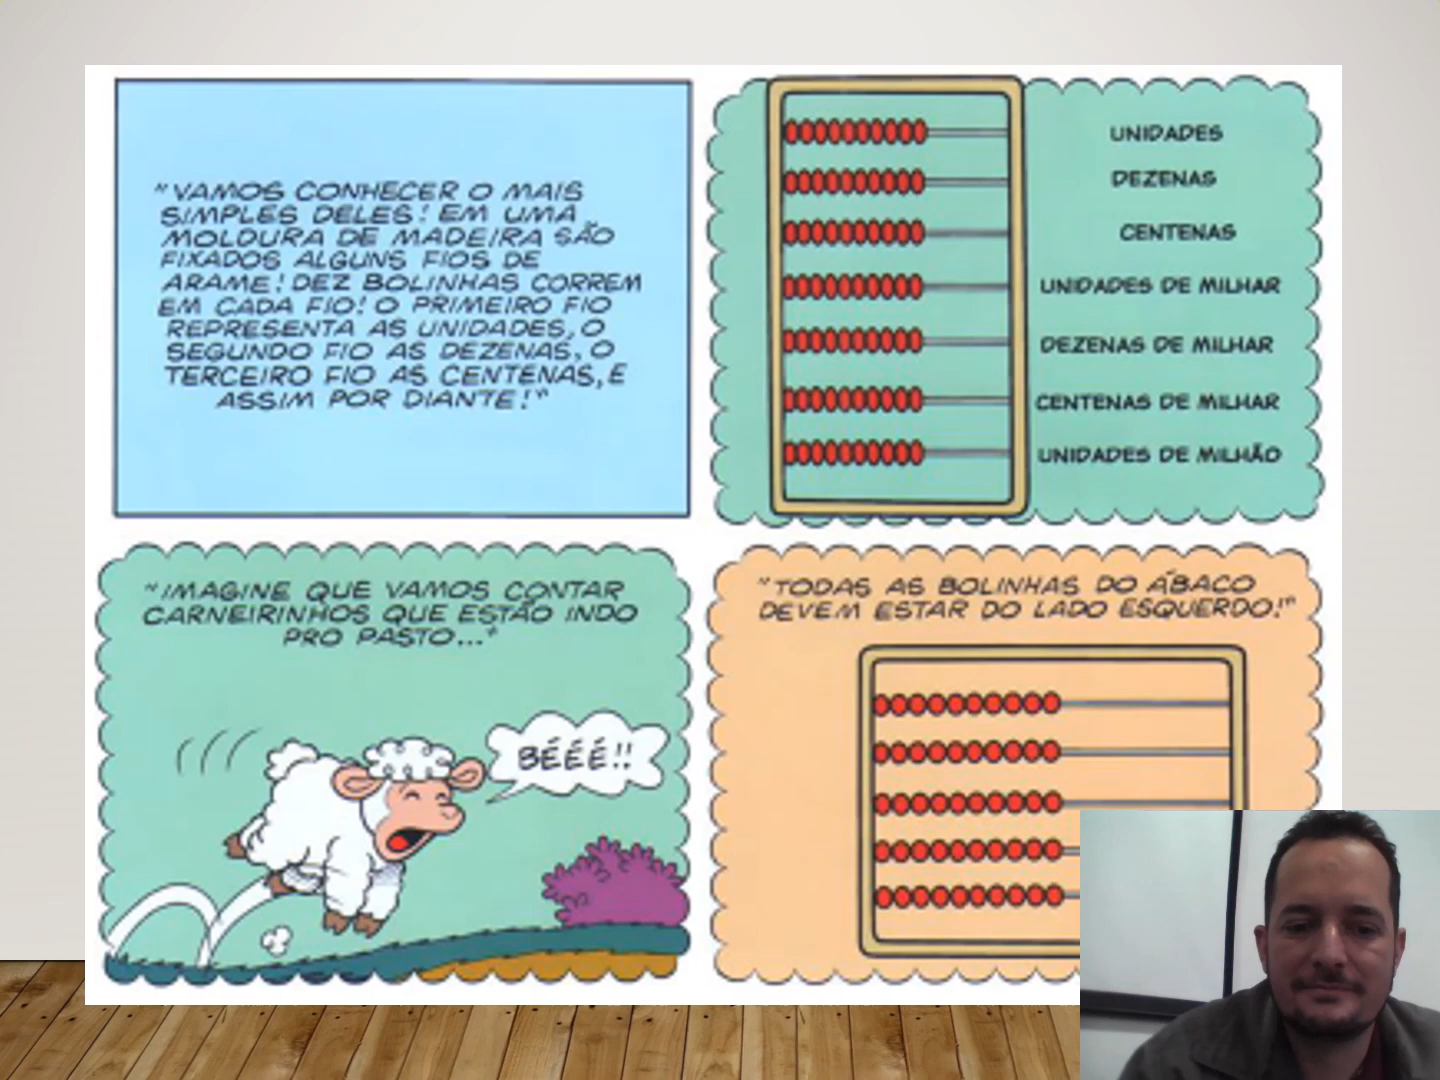 "VAMOS CONHECER O MAIS
SIMPLES DELES! EM UMA
MOLDURA DE MADEIRA SÃO
FIXADOS ALGUNS FIOS DE
ARAME! DEZ BOLINHAS CORREM
EM CADA FIO! O PRIMEIRO FIO
REPRESENTA AS UNIDADES, O
SEGUNDO FIO AS DEZENAS, O
TERCEIRO FIO AS CENTENAS, E
ASSIM POR DIANTE!"
UNIDADES
DEZENAS
CENTENAS
UNIDADES DE MILHAR
DEZENAS DE MILHAR
CENTENAS DE MILHAR
UNIDADES DE MILHÃO
"IMAGINE QUE VAMOS CONTAR
CARNEIRINHOS QUE ESTÃO INDO
PRO PASTO..."
BÉÉÉ!!
"TODAS AS BOLINHAS DO ÁBACO
DEVEM ESTAR DO LADO ESQUERDO!"